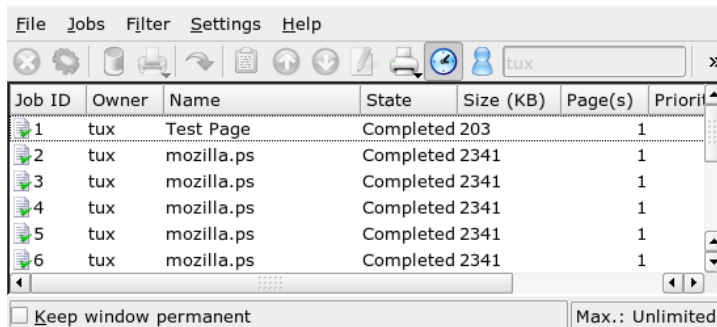 File Jobs Filter Settings Help
tux »
Job ID Owner Name State Size (KB) Page(s) Priorit
1 tux Test Page Completed 203 1
2 tux mozilla.ps Completed 2341 1
3 tux mozilla.ps Completed 2341 1
4 tux mozilla.ps Completed 2341 1
5 tux mozilla.ps Completed 2341 1
6 tux mozilla.ps Completed 2341 1
Keep window permanent Max.: Unlimited